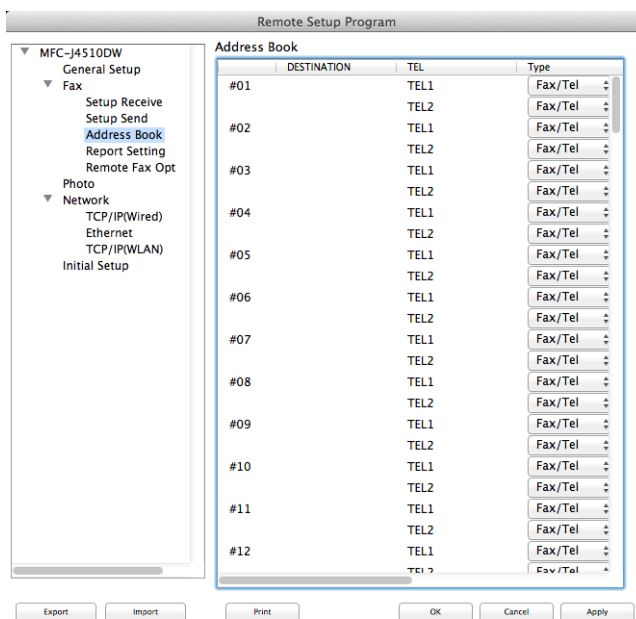 Remote Setup Program
MFC-J4510DW
General Setup
Fax
Setup Receive
Setup Send
Address Book
Report Setting
Remote Fax Opt
Photo
Network
TCP/IP(Wired)
Ethernet
TCP/IP(WLAN)
Initial Setup
Address Book
DESTINATION TEL Type
#01 TEL1 Fax/Tel
TEL2 Fax/Tel
#02 TEL1 Fax/Tel
TEL2 Fax/Tel
#03 TEL1 Fax/Tel
TEL2 Fax/Tel
#04 TEL1 Fax/Tel
TEL2 Fax/Tel
#05 TEL1 Fax/Tel
TEL2 Fax/Tel
#06 TEL1 Fax/Tel
TEL2 Fax/Tel
#07 TEL1 Fax/Tel
TEL2 Fax/Tel
#08 TEL1 Fax/Tel
TEL2 Fax/Tel
#09 TEL1 Fax/Tel
TEL2 Fax/Tel
#10 TEL1 Fax/Tel
TEL2 Fax/Tel
#11 TEL1 Fax/Tel
TEL2 Fax/Tel
#12 TEL1 Fax/Tel
TEL2 Fax/Tel
Export Import Print OK Cancel Apply